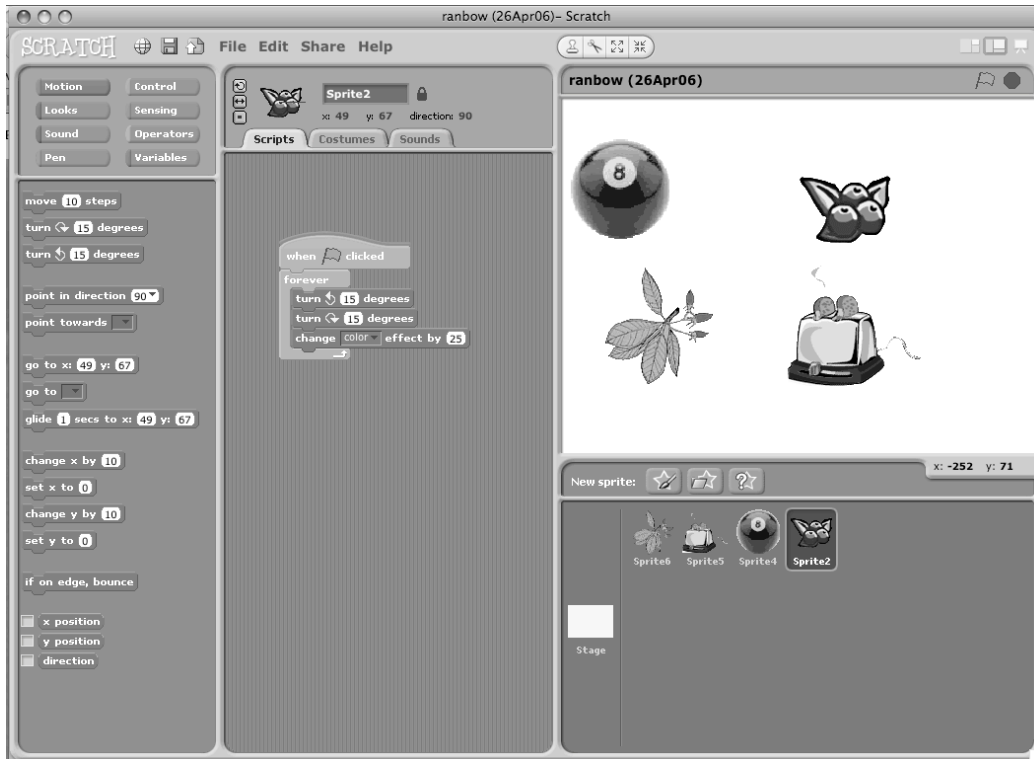 ranbow (26Apr06)- Scratch
SCRATCH File Edit Share Help
Motion Control
Looks Sensing
Sound Operators
Pen Variables
move 10 steps
turn 15 degrees
turn 15 degrees
point in direction 90
point towards
go to x: 49 y: 67
go to
glide 1 secs to x: 49 y: 67
change x by 10
set x to 0
change y by 10
set y to 0
if on edge, bounce
x position
y position
direction
Sprite2
x: 49 y: 67 direction: 90
Scripts Costumes Sounds
when clicked
forever
turn 15 degrees
turn 15 degrees
change color effect by 25
ranbow (26Apr06)
8
x: -252 y: 71
New sprite:
8
Sprite6 Sprite5 Sprite4 Sprite2
Stage